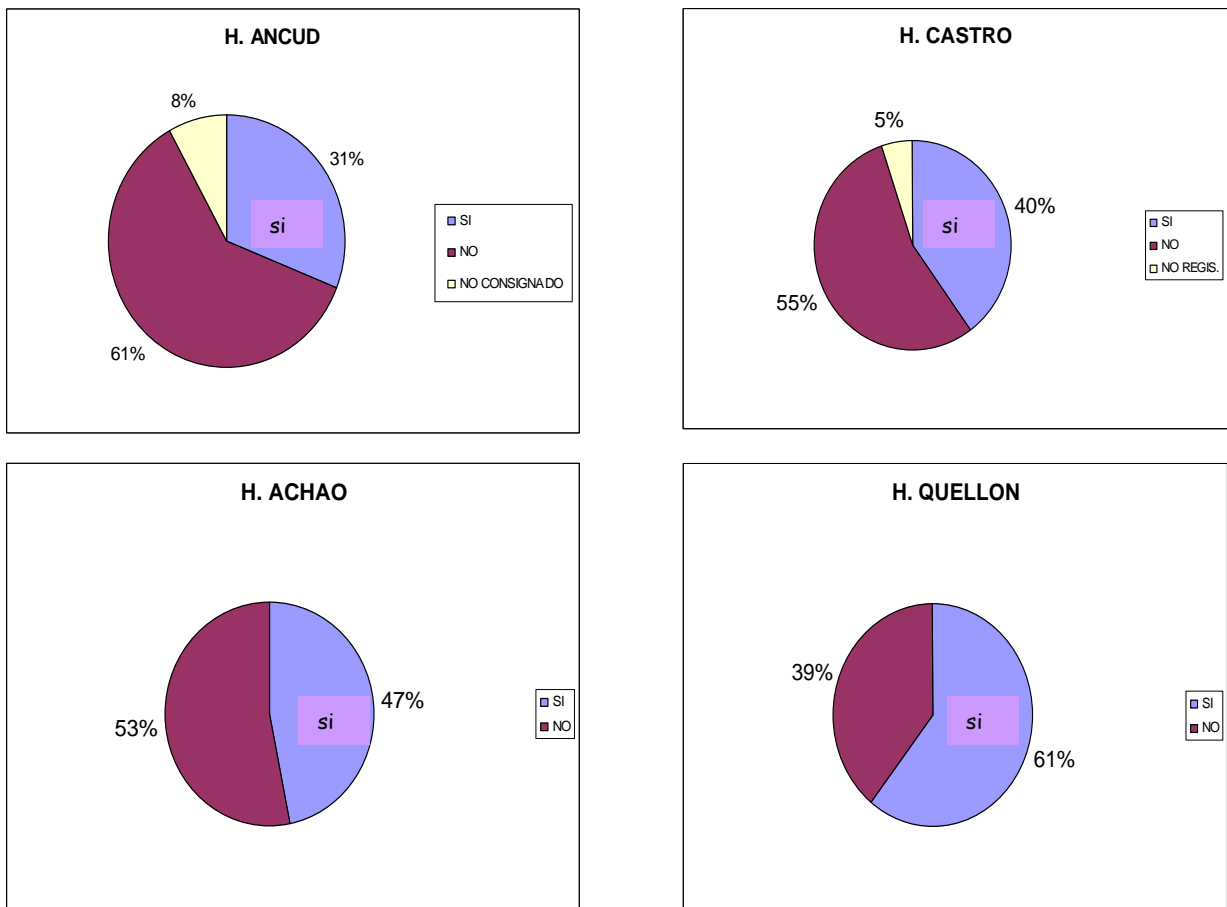 H. ANCUD
8%
31%
si
61%
SI
NO
NO CONSIGNADO
H. CASTRO
5%
40%
si
55%
SI
NO
NO REGIS.
H. ACHAO
47%
si
53%
SI
NO
H. QUELLON
39%
si
61%
SI
NO